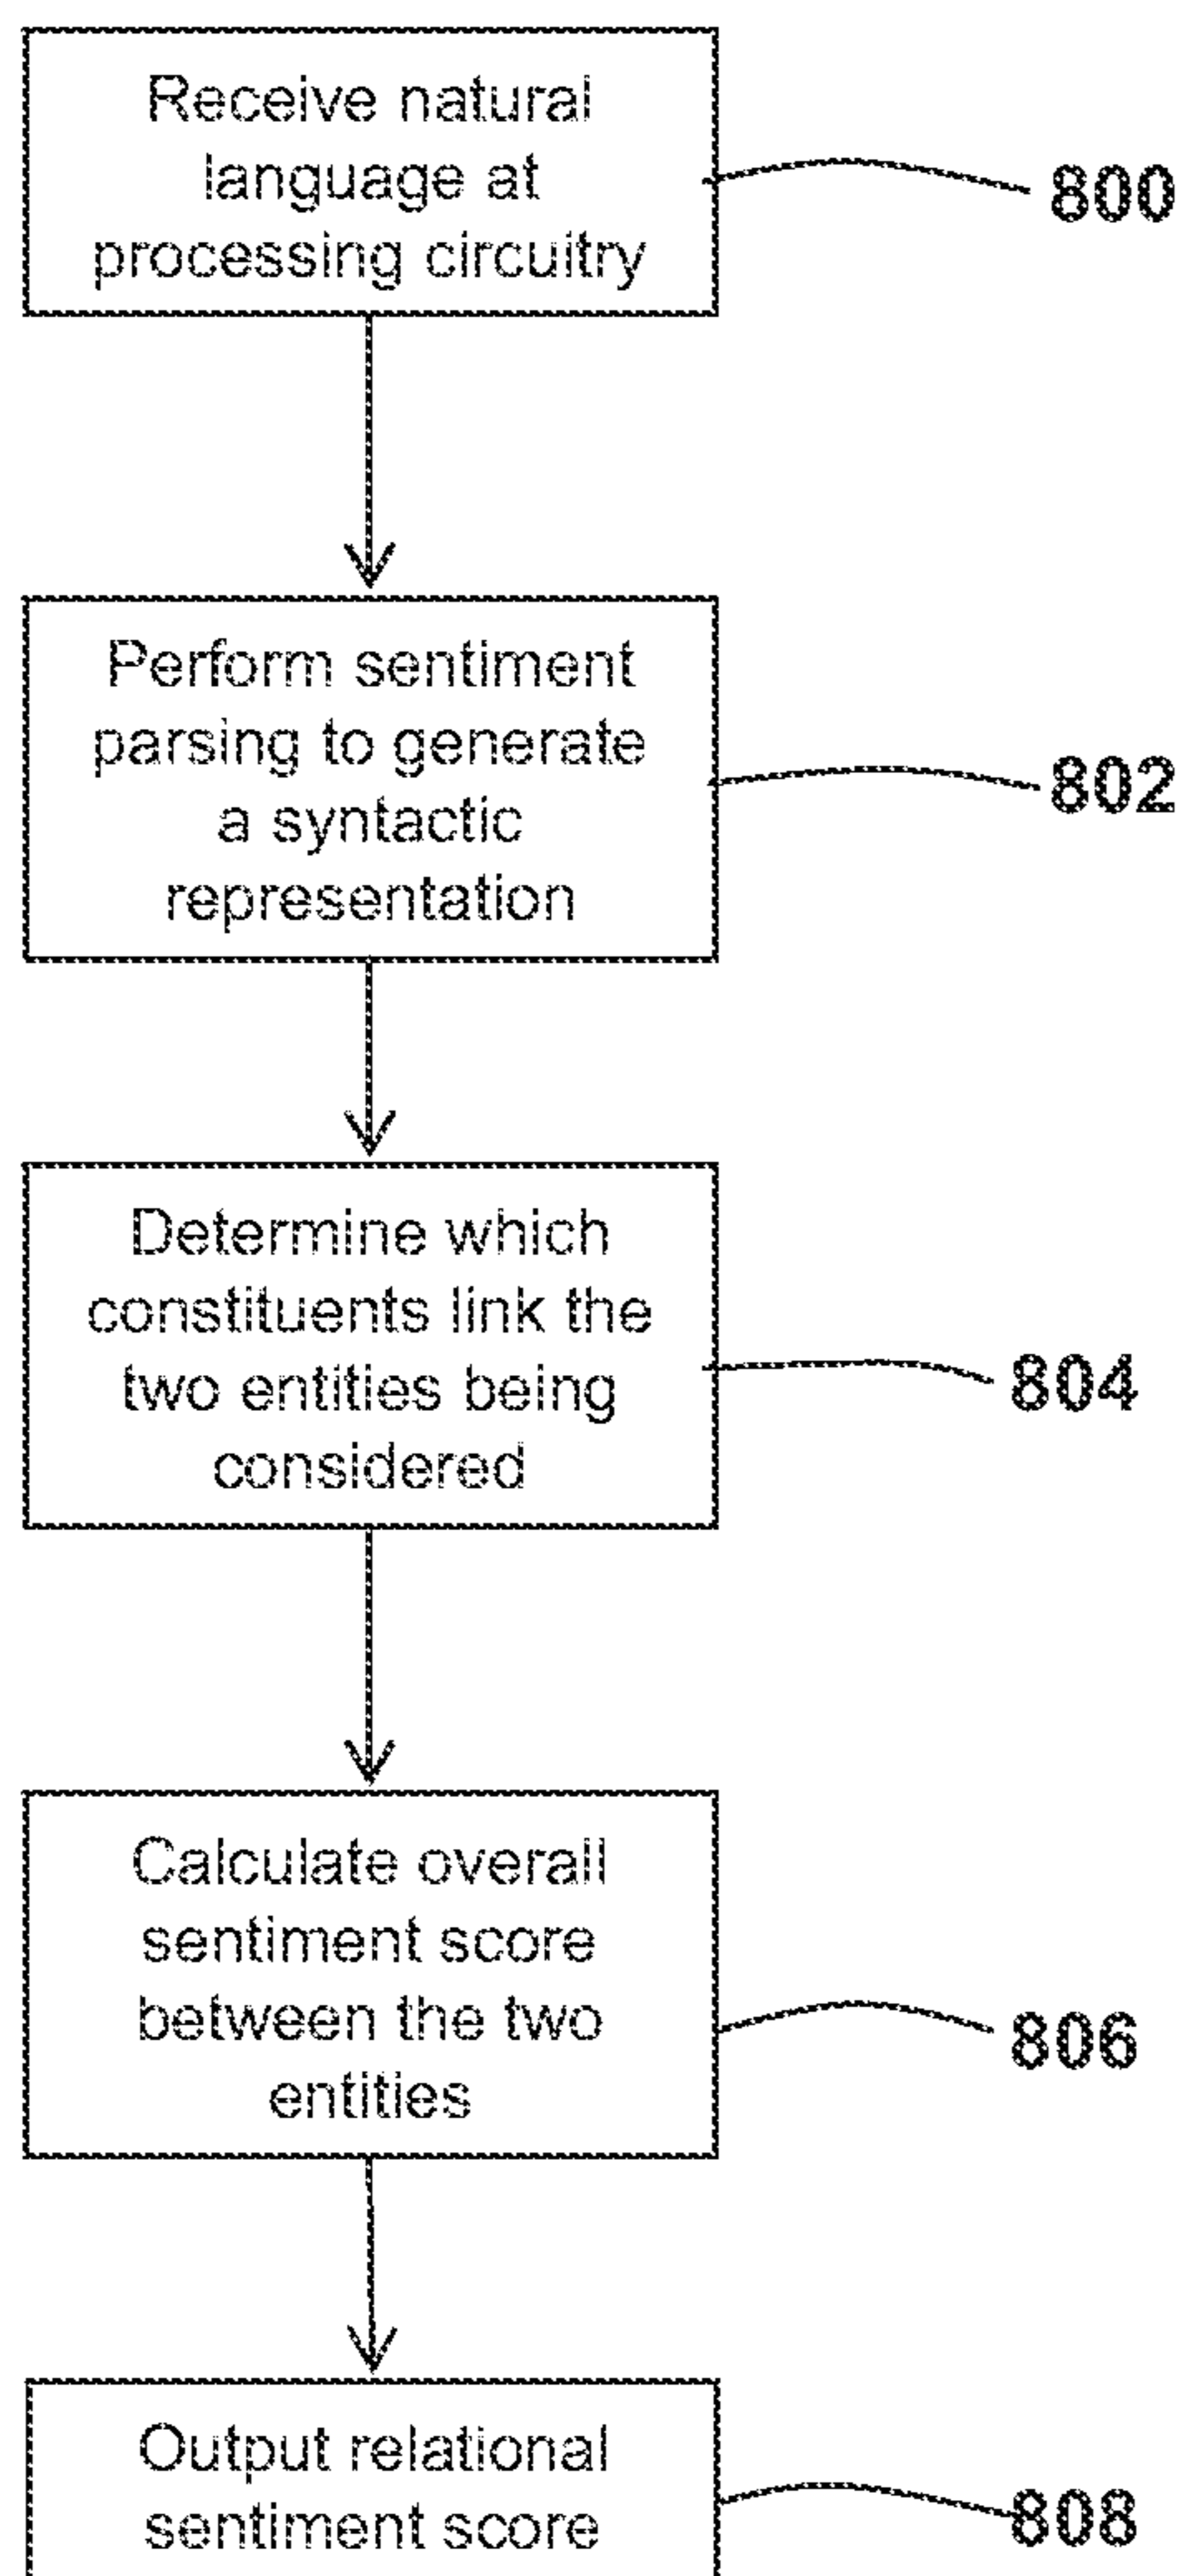 Receive natural
language at
processing circuitry
800
Perform sentiment
parsing to generate
a syntactic
representation
802
Determine which
constituents link the
two entities being
considered
804
Calculate overall
sentiment score
between the two
entities
806
Output relational
sentiment score
808